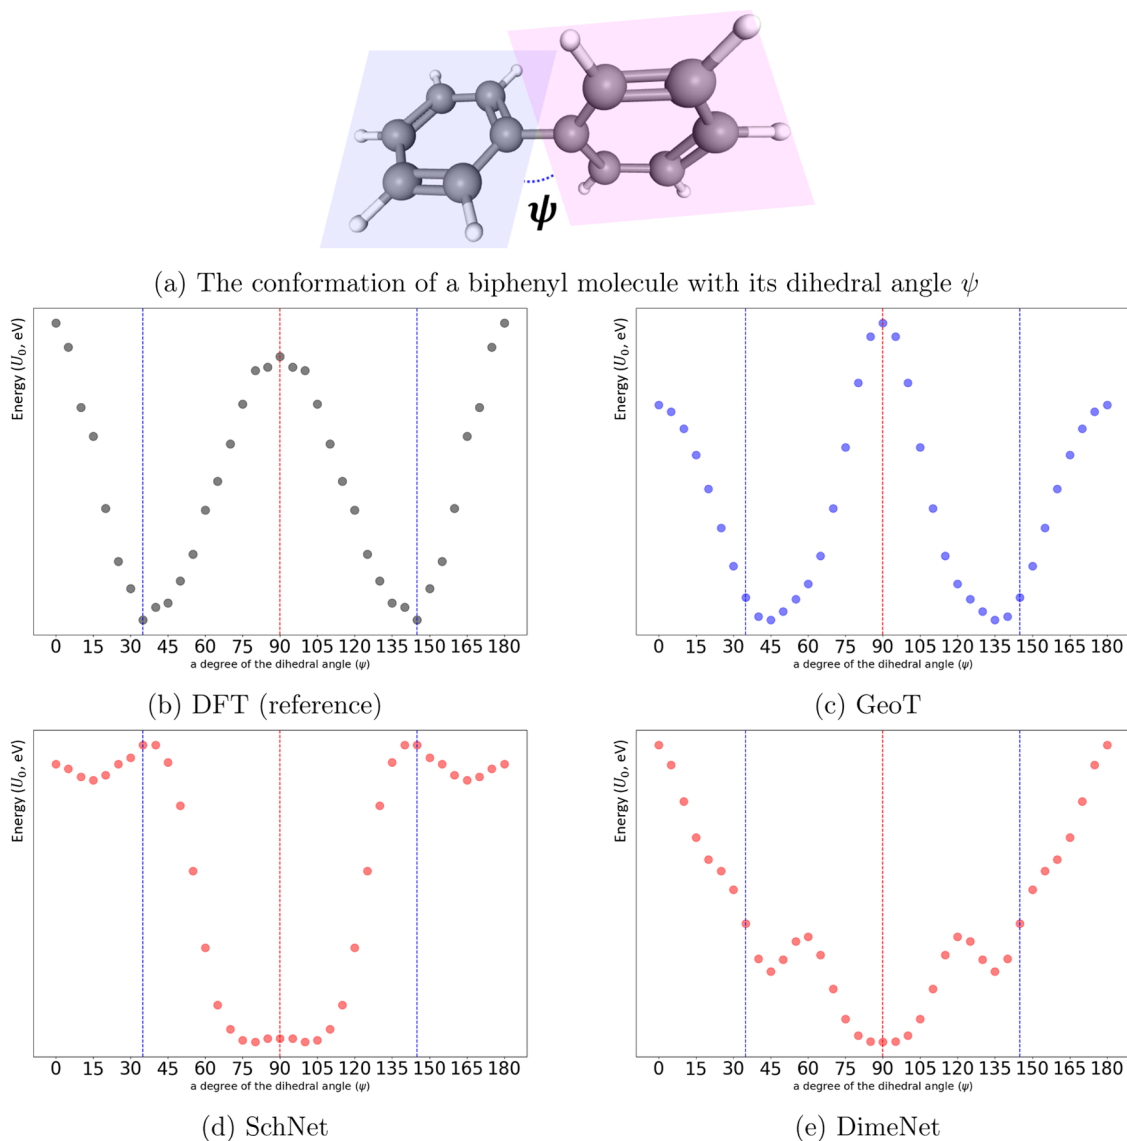 ψ
(a) The conformation of a biphenyl molecule with its dihedral angle ψ
Energy (U₀, eV)
0 15 30 45 60 75 90 105 120 135 150 165 180
a degree of the dihedral angle (ψ)
(b) DFT (reference)
Energy (U₀, eV)
0 15 30 45 60 75 90 105 120 135 150 165 180
a degree of the dihedral angle (ψ)
(c) GeoT
Energy (U₀, eV)
0 15 30 45 60 75 90 105 120 135 150 165 180
a degree of the dihedral angle (ψ)
(d) SchNet
Energy (U₀, eV)
0 15 30 45 60 75 90 105 120 135 150 165 180
a degree of the dihedral angle (ψ)
(e) DimeNet